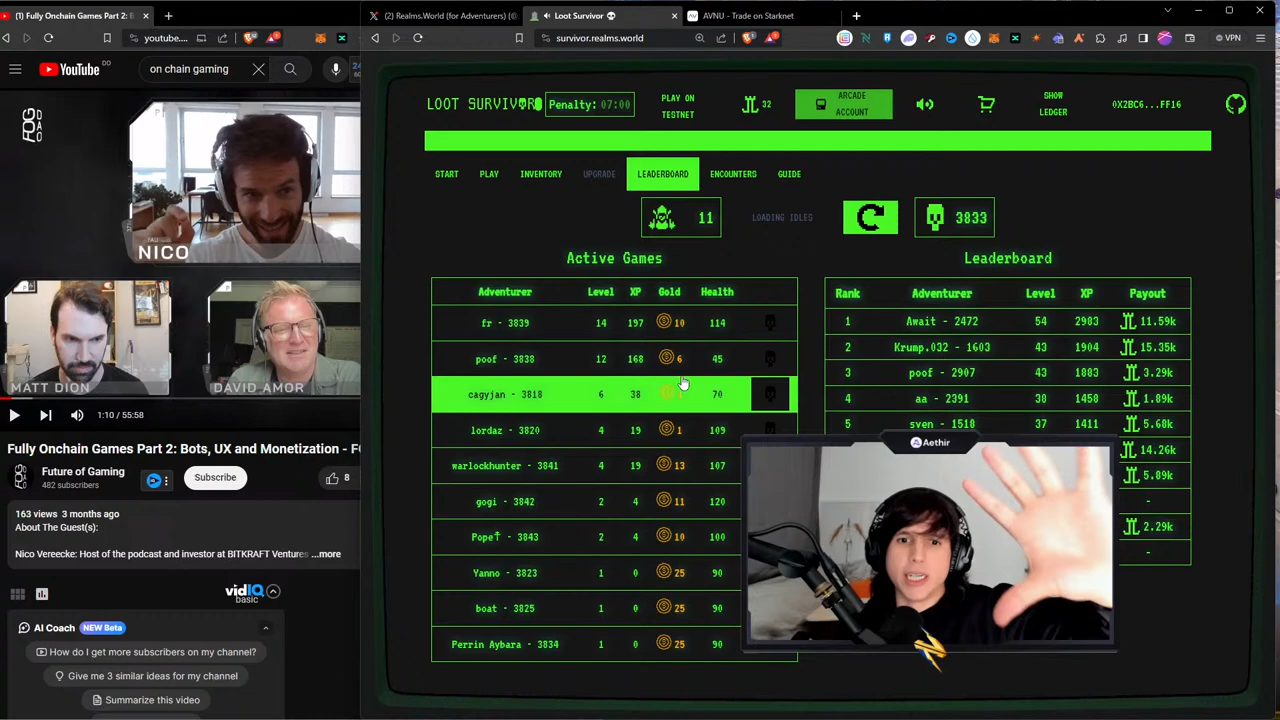 (1) Fully Onchain Games Part 2: B
(2) Realms.World (for Adventurers) (@
Loot Survivor
AVNU - Trade on Starknet
youtube....
survivor.realms.world
VPN
YouTube
DO
on chain gaming
LOOT SURVIVOR
Penalty: 07:00
PLAY ON TESTNET
32
ARCADE ACCOUNT
SHOW LEDGER
0X2BC6...FF16
START
PLAY
INVENTORY
UPGRADE
LEADERBOARD
ENCOUNTERS
GUIDE
11
LOADING IDLES
3833
NICO
MATT DION
DAVID AMOR
1:10 / 55:58
Fully Onchain Games Part 2: Bots, UX and Monetization - F
Future of Gaming
482 subscribers
Subscribe
8
163 views 3 months ago
About The Guest(s):
Nico Vereecke: Host of the podcast and investor at BITKRAFT Ventures ...more
vidIQ
basic
AI Coach NEW Beta
How do I get more subscribers on my channel?
Give me 3 similar ideas for my channel
Summarize this video
Active Games
Adventurer Level XP Gold Health
fr - 3839 14 197 10 114
poof - 3838 12 168 6 45
cagyjan - 3818 6 38 70
lordaz - 3820 4 19 1 109
warlockhunter - 3841 4 19 13 107
gogi - 3842 2 4 11 120
Pope† - 3843 2 4 10 100
Yanno - 3823 1 0 25 90
boat - 3825 1 0 25 90
Perrin Aybara - 3834 1 0 25 90
Leaderboard
Rank Adventurer Level XP Payout
1 Await - 2472 54 2983 11.59k
2 Krump.032 - 1603 43 1904 15.35k
3 poof - 2907 43 1883 3.29k
4 aa - 2391 38 1458 1.89k
5 sven - 1518 37 1411 5.68k
14.26k
5.89k
-
2.29k
-
Aethir